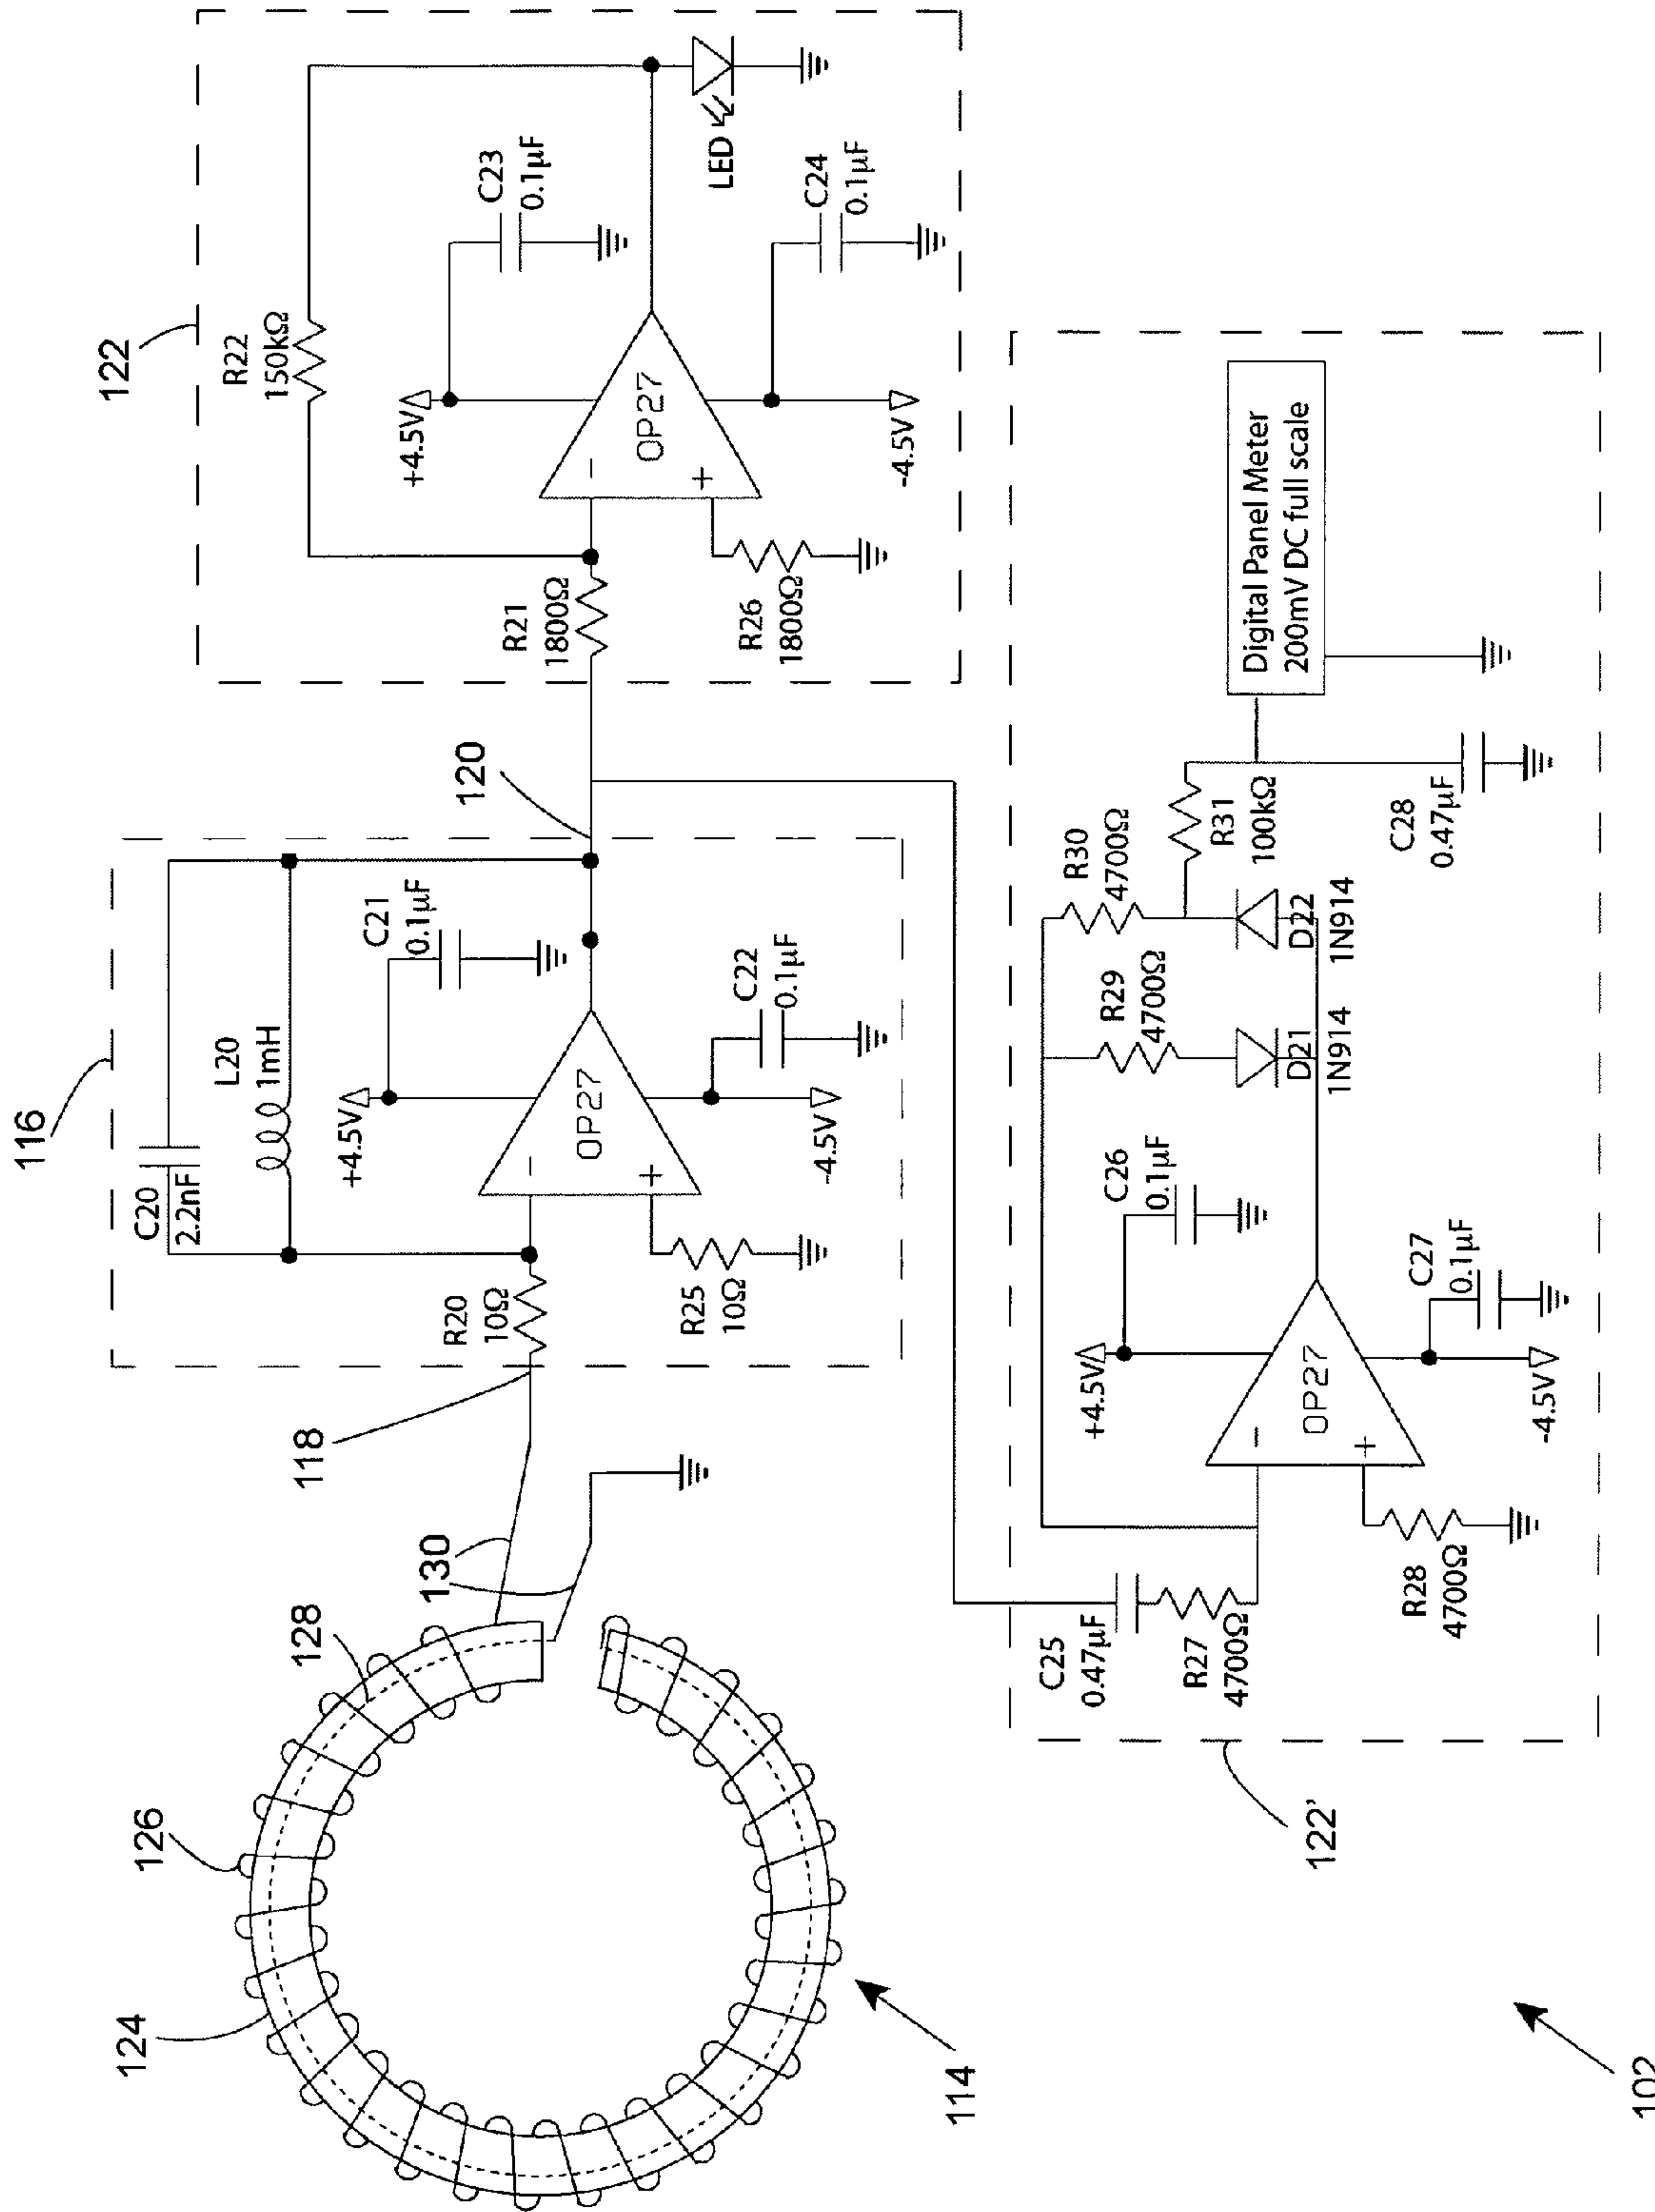 122
R22
150kΩ
C23
0.1µF
+4.5V
LED
OP27
−
+
R21
1800Ω
R26
1800Ω
-4.5V
C24
0.1µF
116
120
C20
2.2nF
L20
1mH
C21
0.1µF
+4.5V
OP27
−
+
R20
10Ω
R25
10Ω
-4.5V
C22
0.1µF
118
130
128
126
124
114
C25
0.47µF
R27
4700Ω
R28
4700Ω
+4.5V
C26
0.1µF
OP27
−
+
-4.5V
C27
0.1µF
R29
4700Ω
R30
4700Ω
D21
1N914
D22
1N914
R31
100kΩ
C28
0.47µF
Digital Panel Meter
200mV DC full scale
122'
102